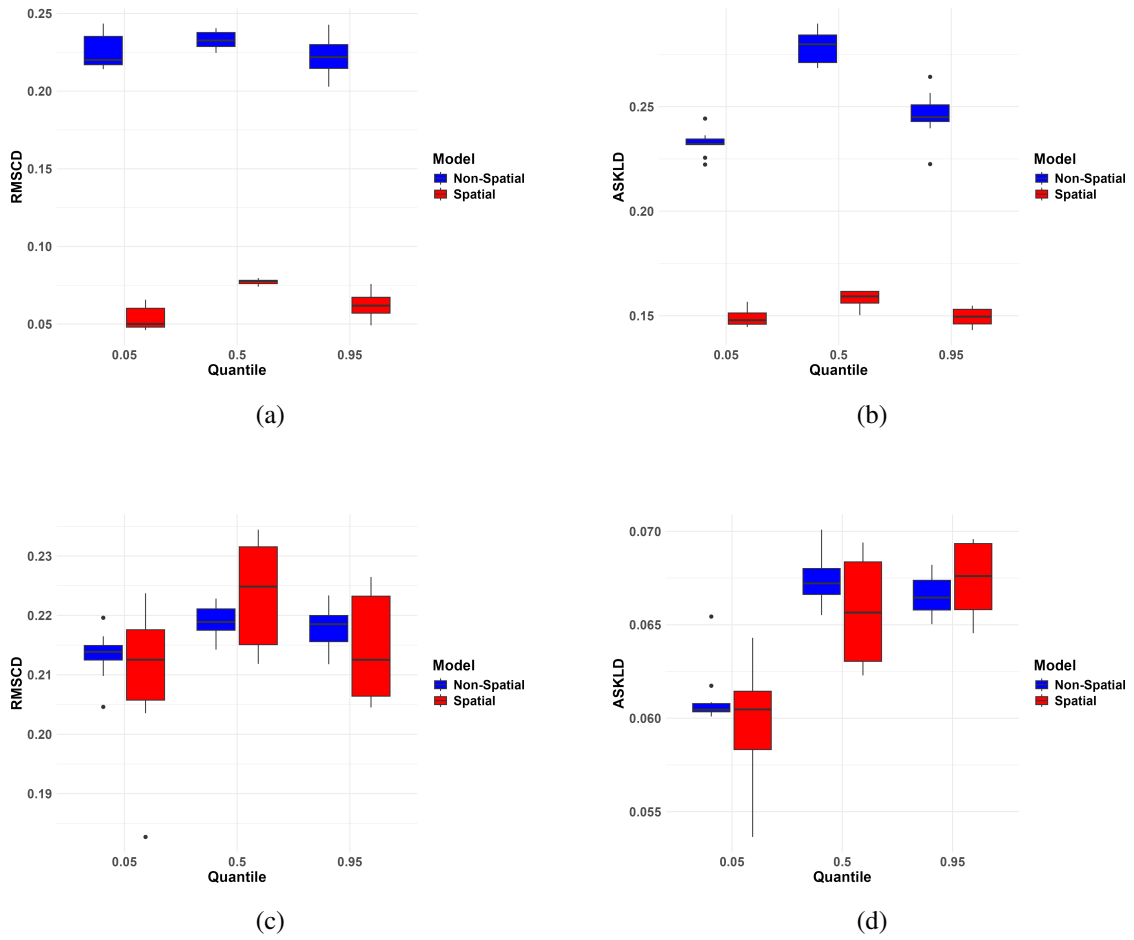 0.25
0.20
0.15
0.10
0.05
RMSCD
0.05 0.5 0.95
Quantile
Model
Non-Spatial
Spatial
(a)
0.25
0.20
0.15
ASKLD
0.05 0.5 0.95
Quantile
Model
Non-Spatial
Spatial
(b)
0.23
0.22
0.21
0.20
0.19
RMSCD
0.05 0.5 0.95
Quantile
Model
Non-Spatial
Spatial
(c)
0.070
0.065
0.060
0.055
ASKLD
0.05 0.5 0.95
Quantile
Model
Non-Spatial
Spatial
(d)